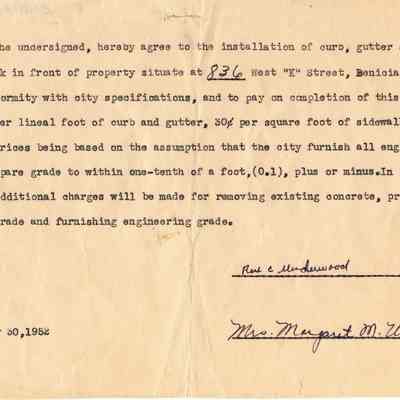 he undersigned, hereby agree to the installation of curb, gutter
k in front of property situate at 836 West "K" Street, Benicia
ormity with city specifications, and to pay on completion of this
er lineal foot of curb and gutter, 30¢ per square foot of sidewal
rices being based on the assumption that the city furnish all eng
pare grade to within one-tenth of a foot,(0.1), plus or minus.In
dditional charges will be made for removing existing concrete, pr
rade and furnishing engineering grade.
C Underwood
30,1952
Mrs. Margaret M. U